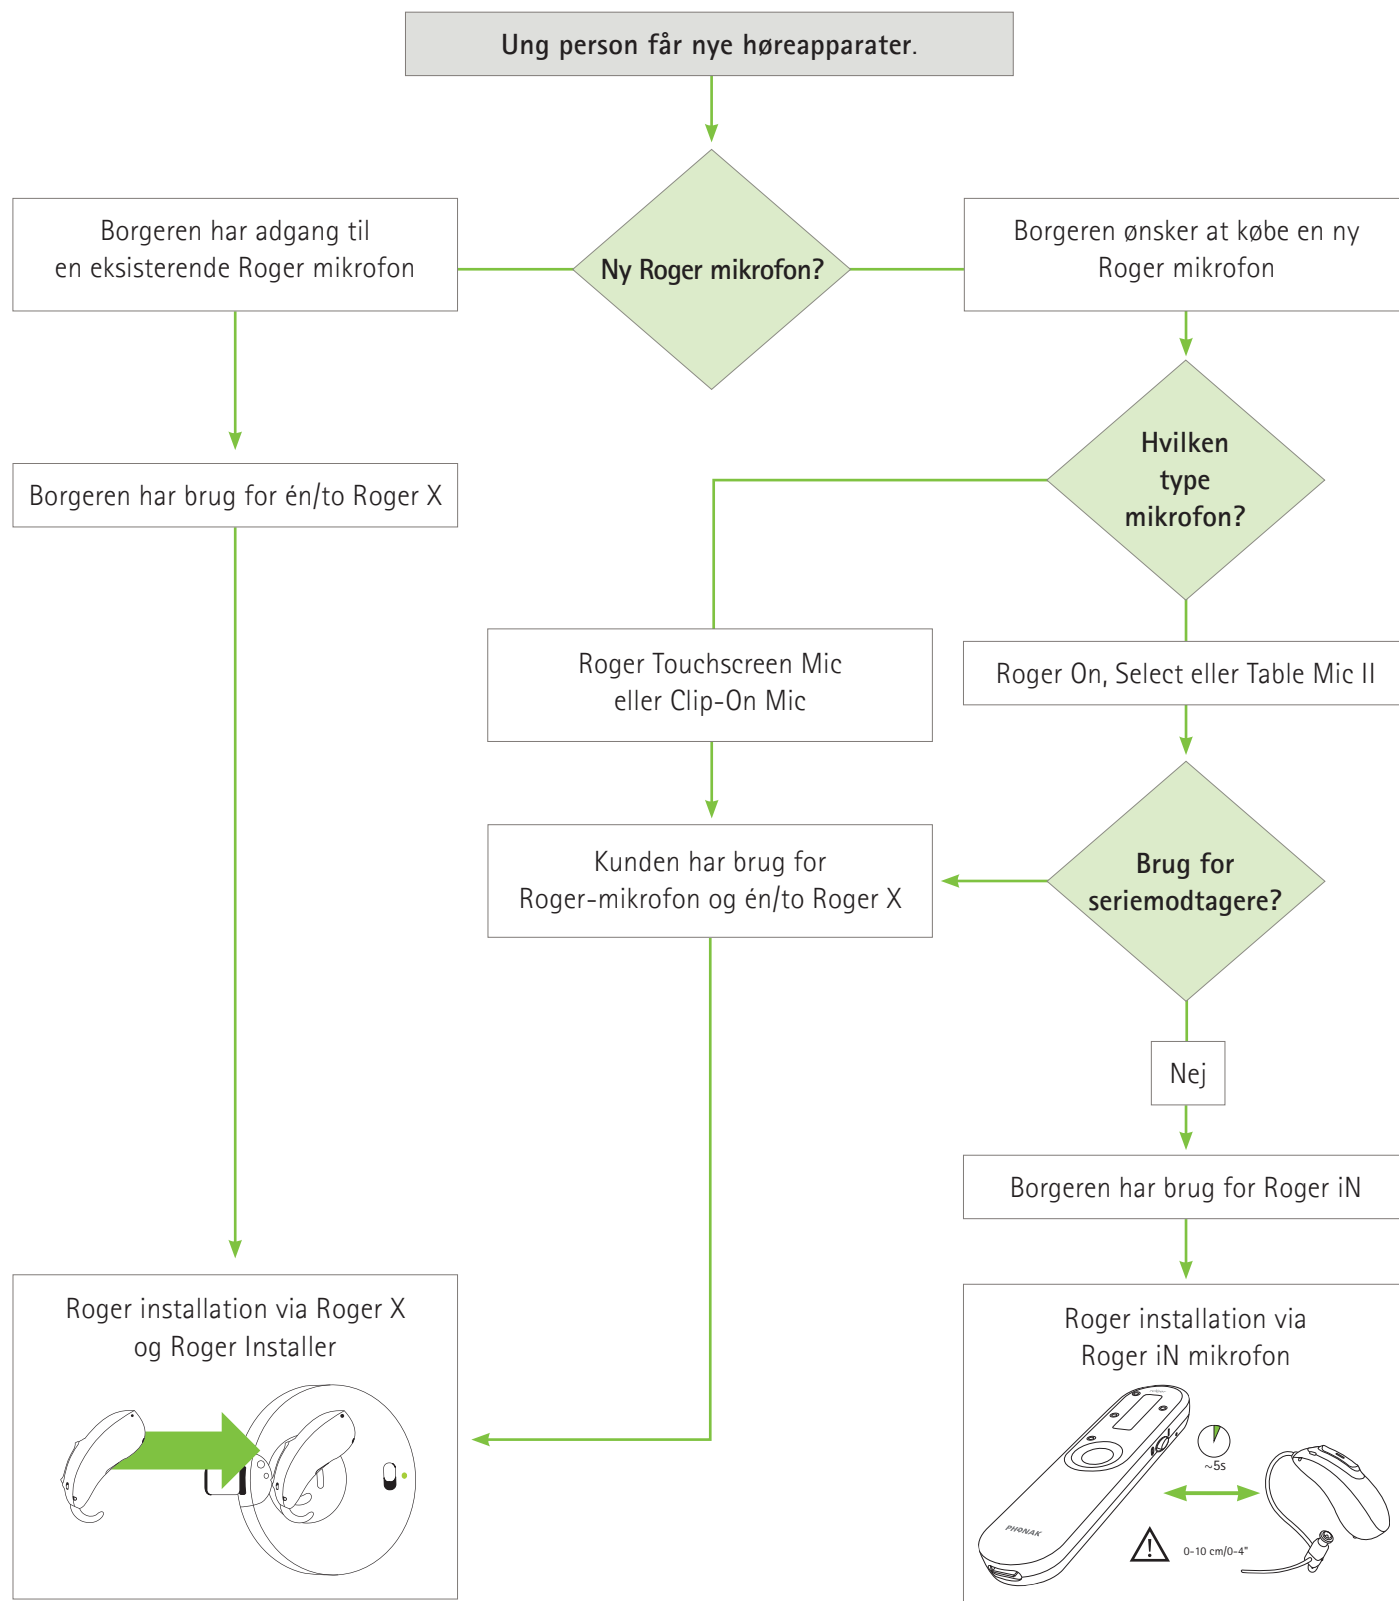 Ung person får nye høreapparater.
Borgeren har adgang til
en eksisterende Roger mikrofon
Ny Roger mikrofon?
Borgeren ønsker at købe en ny
Roger mikrofon
Hvilken
type
mikrofon?
Borgeren har brug for én/to Roger X
Roger Touchscreen Mic
eller Clip-On Mic
Roger On, Select eller Table Mic II
Kunden har brug for
Roger-mikrofon og én/to Roger X
Brug for
seriemodtagere?
Nej
Borgeren har brug for Roger iN
Roger installation via Roger X
og Roger Installer
Roger installation via
Roger iN mikrofon
~5s
PHONAK
0-10 cm/0-4"